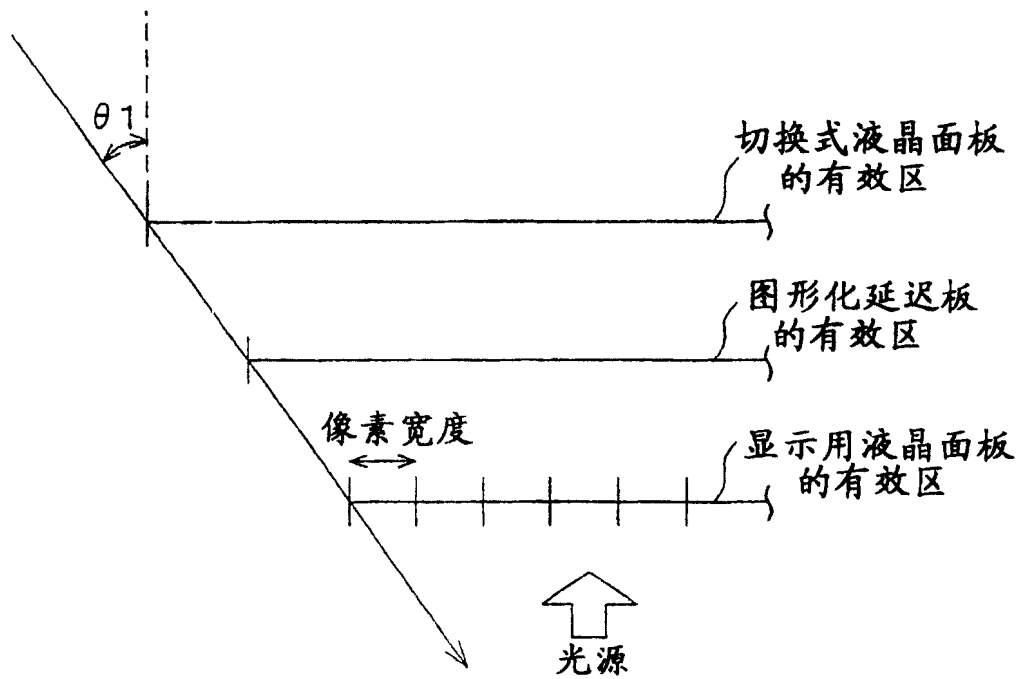 θ1
切换式液晶面板
的有效区
图形化延迟板
的有效区
像素宽度
显示用液晶面板
的有效区
光源